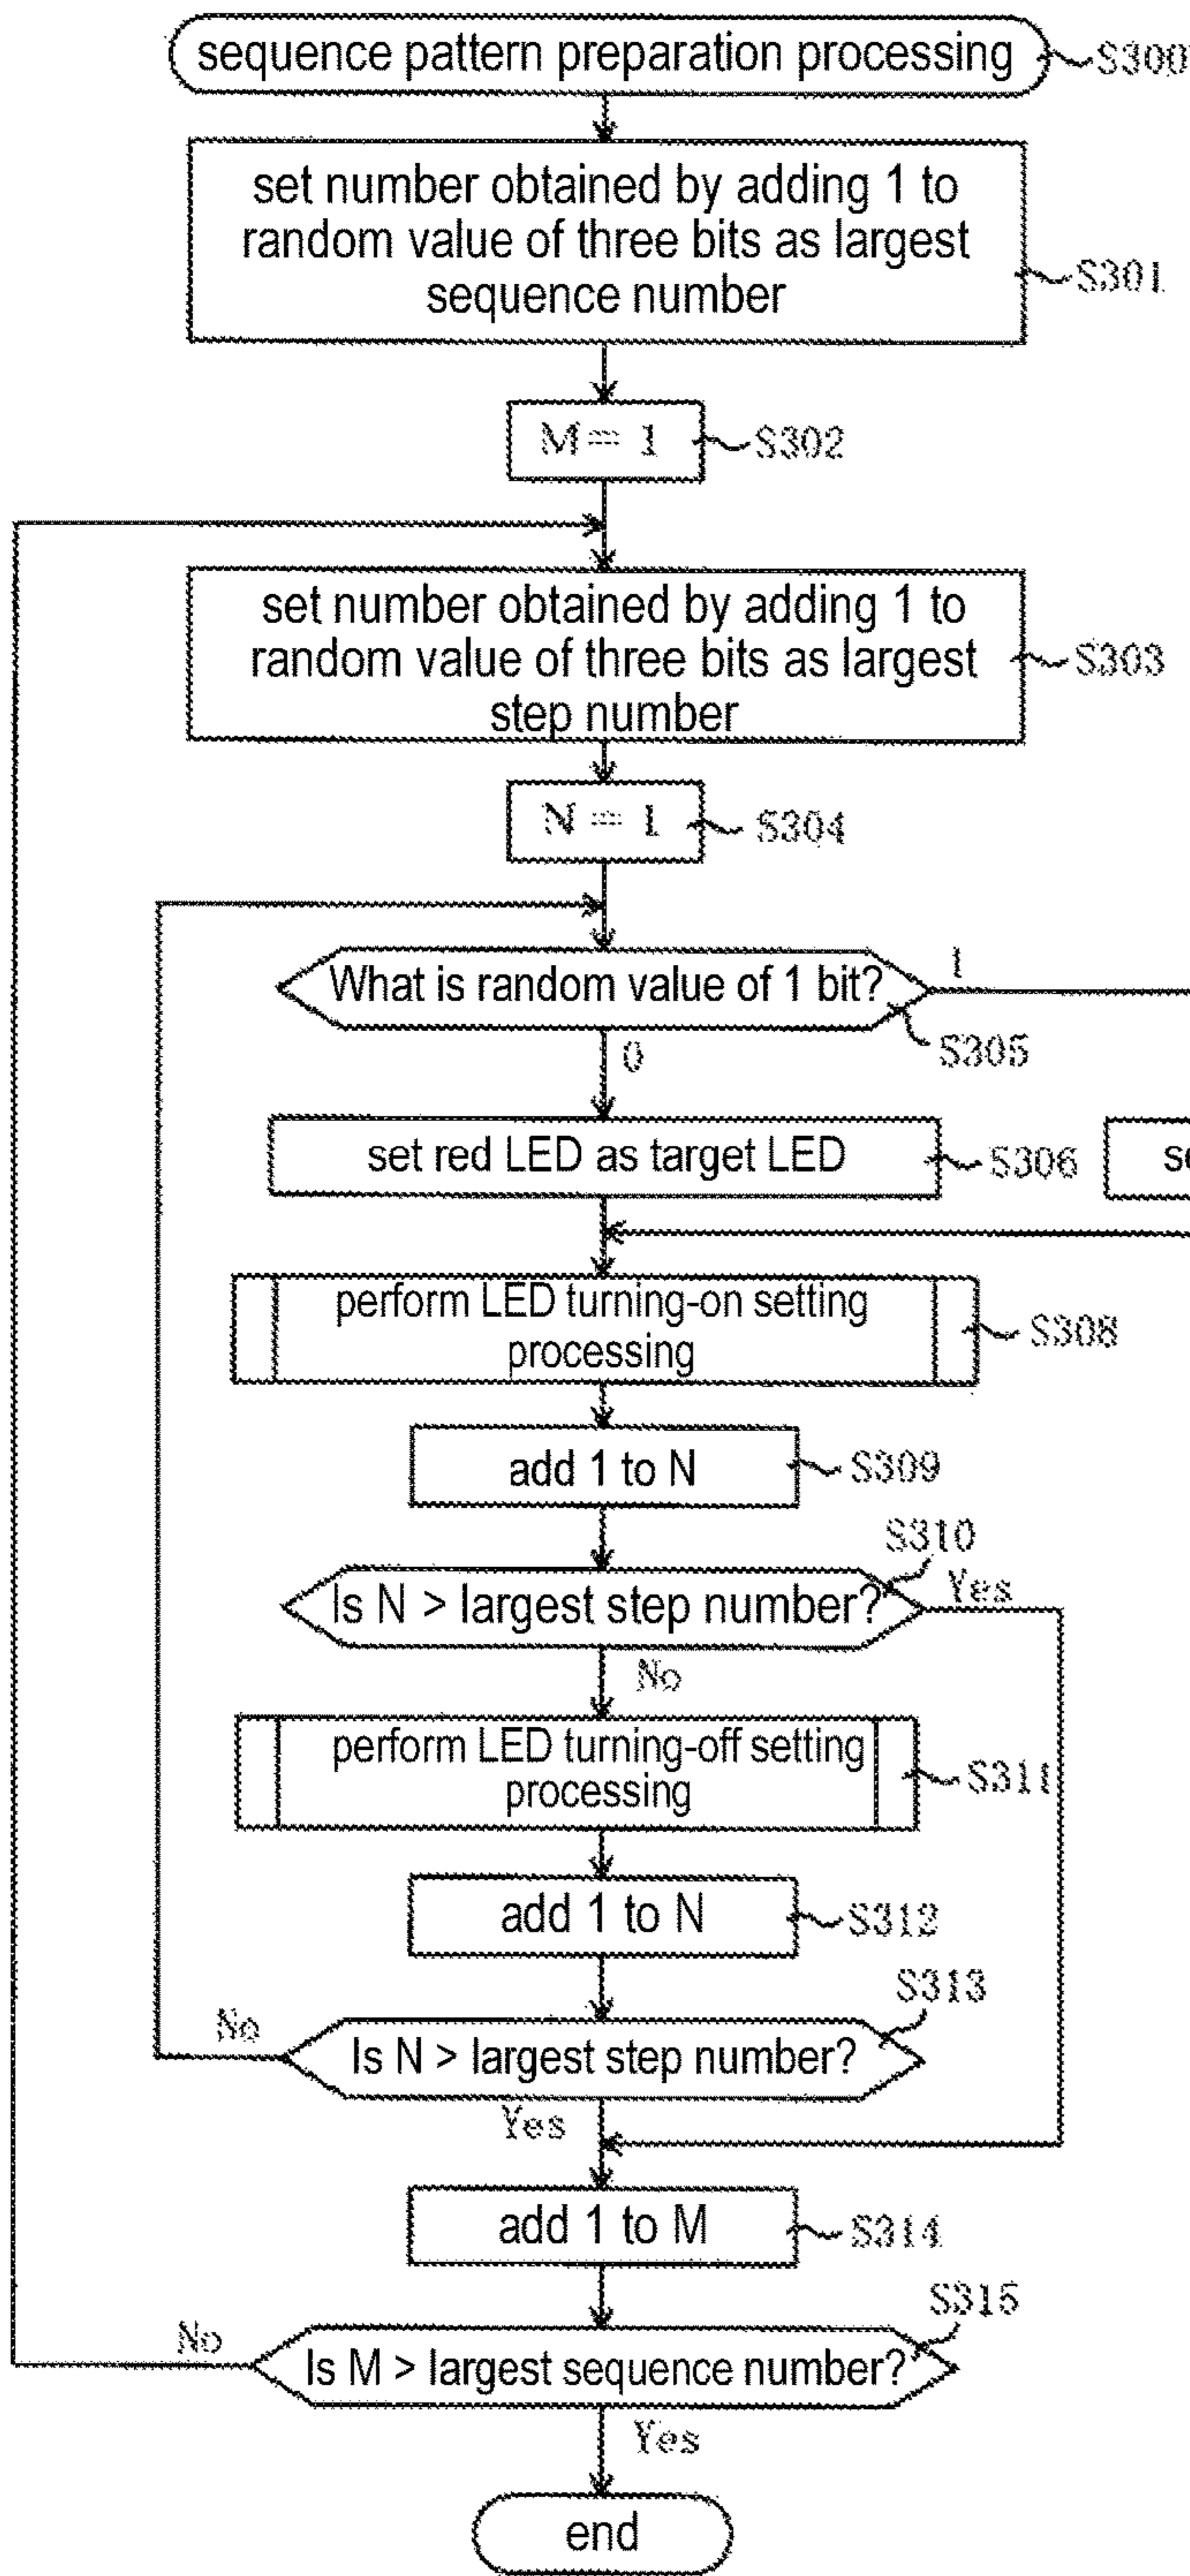 sequence pattern preparation processing
S300
set number obtained by adding 1 to
random value of three bits as largest
sequence number
S301
M = 1
S302
set number obtained by adding 1 to
random value of three bits as largest
step number
S303
N = 1
S304
What is random value of 1 bit?
1
S305
0
set red LED as target LED
S306
perform LED turning-on setting
processing
S308
add 1 to N
S309
S310
Is N > largest step number?
Yes
No
perform LED turning-off setting
processing
S311
add 1 to N
S312
S313
No
Is N > largest step number?
Yes
add 1 to M
S314
S315
No
Is M > largest sequence number?
Yes
end